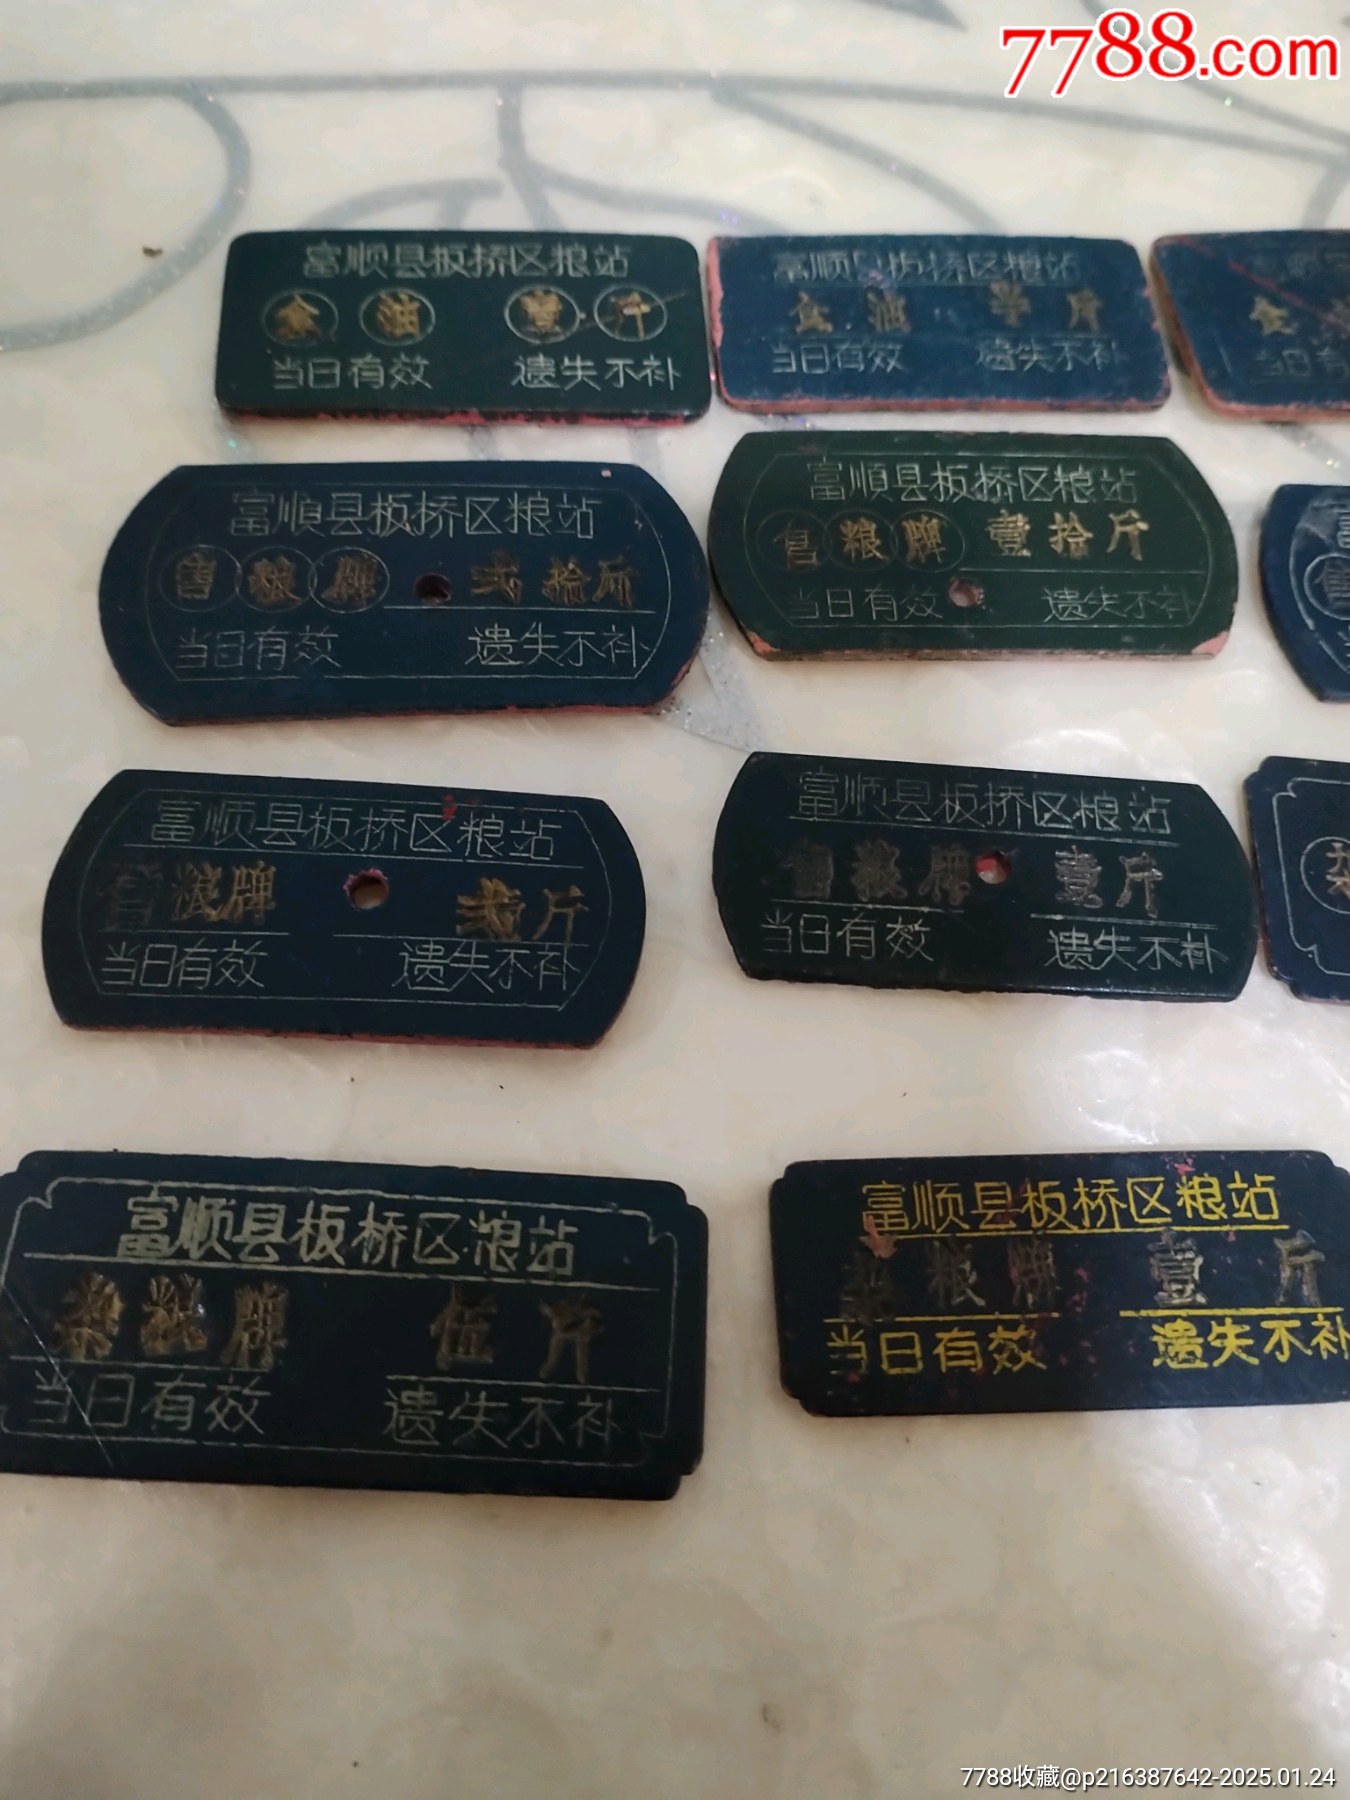 7788.com
富顺县板桥区粮站
食油 壹斤
当日有效 遗失不补
富顺县板桥区粮站
食油 半斤
当日有效 遗失不补
食
当日有
富順县板桥区粮站
售粮牌 弍拾斤
当日有效 遗失不补
富順县板桥区粮站
售粮牌 壹拾斤
当日有效 遗失不补
富顺县板桥区粮站
售粮牌 弍斤
当日有效 遗失不补
富顺县板桥区粮站
售粮牌 壹斤
当日有效 遗失不补
富顺县板桥区粮站
杂粮牌 伍斤
当日有效 遗失不补
富顺县板桥区粮站
杂粮牌 壹斤
当日有效 遗失不补
7788收藏@p216387642-2025.01.24